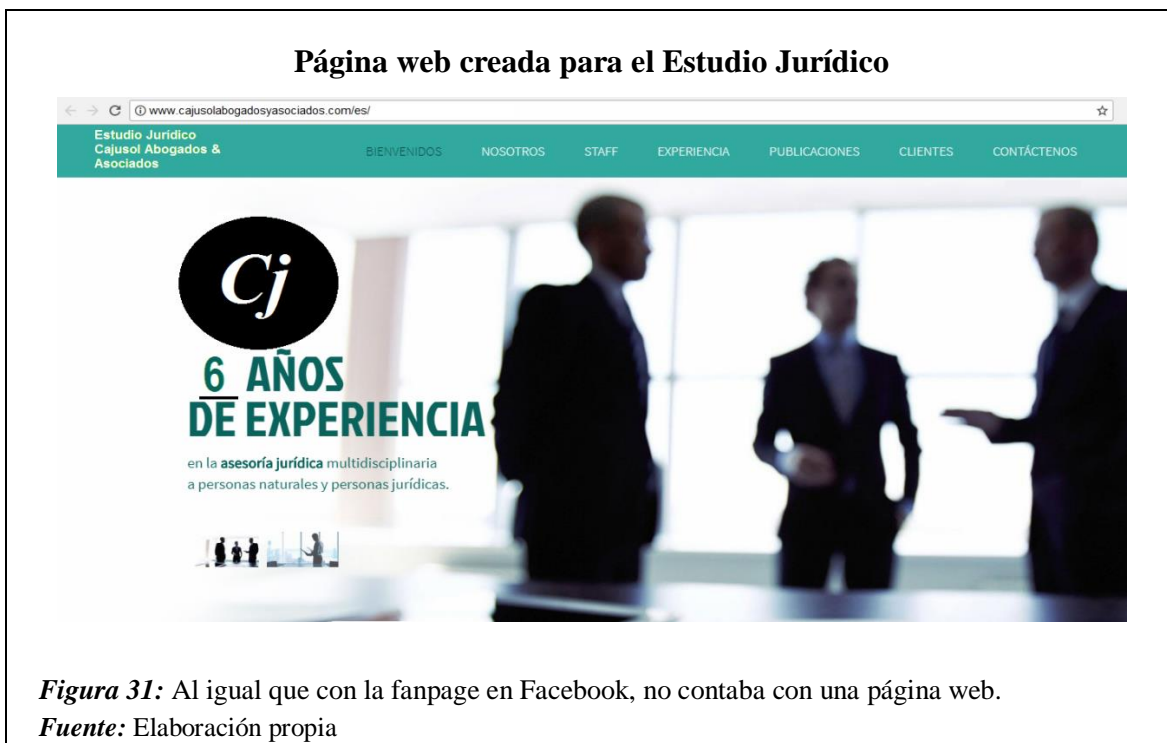 Página web creada para el Estudio Jurídico
www.cajusolabogadosyasociados.com/es/
Estudio Jurídico
Cajusol Abogados &
Asociados
BIENVENIDOS NOSOTROS STAFF EXPERIENCIA PUBLICACIONES CLIENTES CONTÁCTENOS
Cj
6 AÑOS
DE EXPERIENCIA
en la asesoría jurídica multidisciplinaria
a personas naturales y personas jurídicas.
Figura 31: Al igual que con la fanpage en Facebook, no contaba con una página web.
Fuente: Elaboración propia